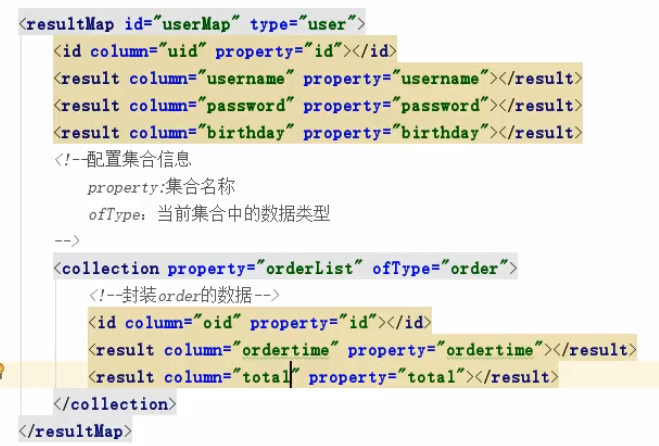 <resultMap id="userMap" type="user">
<id column="uid" property="id"></id>
<result column="username" property="username"></result>
<result column="password" property="password"></result>
<result column="birthday" property="birthday"></result>
<!--配置集合信息
property:集合名称
ofType：当前集合中的数据类型
-->
<collection property="orderList" ofType="order">
<!--封装order的数据-->
<id column="oid" property="id"></id>
<result column="ordertime" property="ordertime"></result>
<result column="total" property="total"></result>
</collection>
</resultMap>